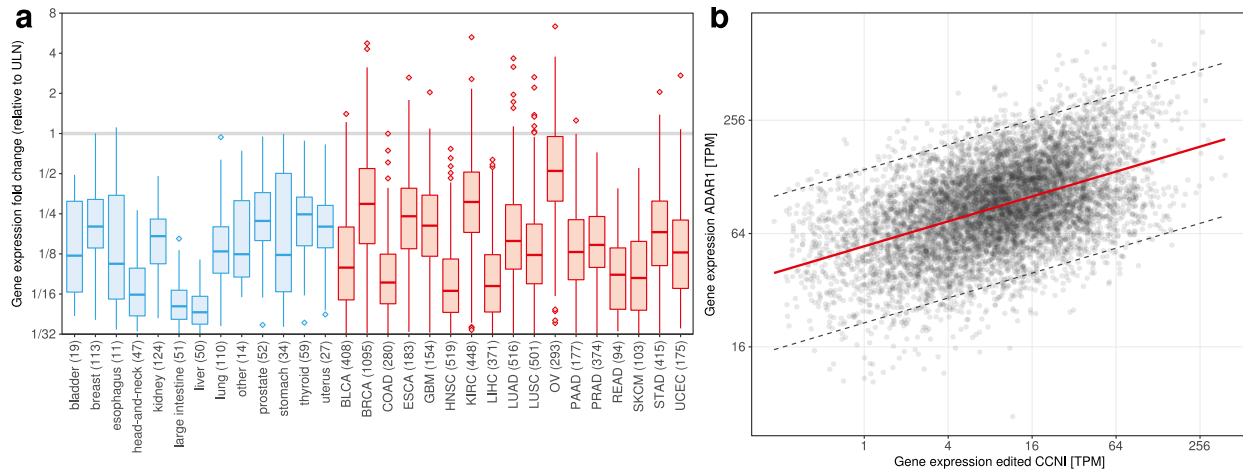 a
Gene expression fold change (relative to ULN)
8
4
2
1
1/2
1/4
1/8
1/16
1/32
bladder (19)
breast (113)
esophagus (11)
head-and-neck (47)
kidney (124)
large intestine (51)
liver (50)
lung (110)
other (14)
prostate (52)
stomach (34)
thyroid (59)
uterus (27)
BLCA (408)
BRCA (1095)
COAD (280)
ESCA (183)
GBM (154)
HNSC (519)
KIRC (448)
LIHC (371)
LUAD (516)
LUSC (501)
OV (293)
PAAD (177)
PRAD (374)
READ (94)
SKCM (103)
STAD (415)
UCEC (175)
b
Gene expression ADAR1 [TPM]
256
64
16
1
4
16
64
256
Gene expression edited CCNI [TPM]